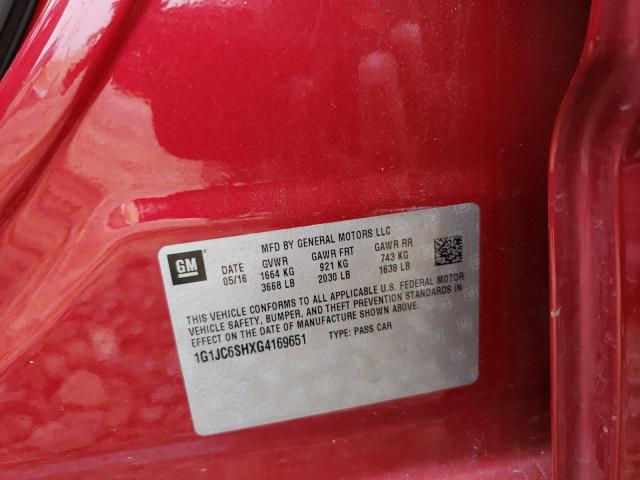 MFD BY GENERAL MOTORS LLC
GM DATE GVWR GAWR FRT GAWR RR
05/16 1664 KG 921 KG 743 KG
3668 LB 2030 LB 1638 LB
THIS VEHICLE CONFORMS TO ALL APPLICABLE U.S. FEDERAL MOTOR
VEHICLE SAFETY, BUMPER, AND THEFT PREVENTION STANDARDS IN
EFFECT ON THE DATE OF MANUFACTURE SHOWN ABOVE.
1G1JC6SHXG4169651 TYPE: PASS CAR